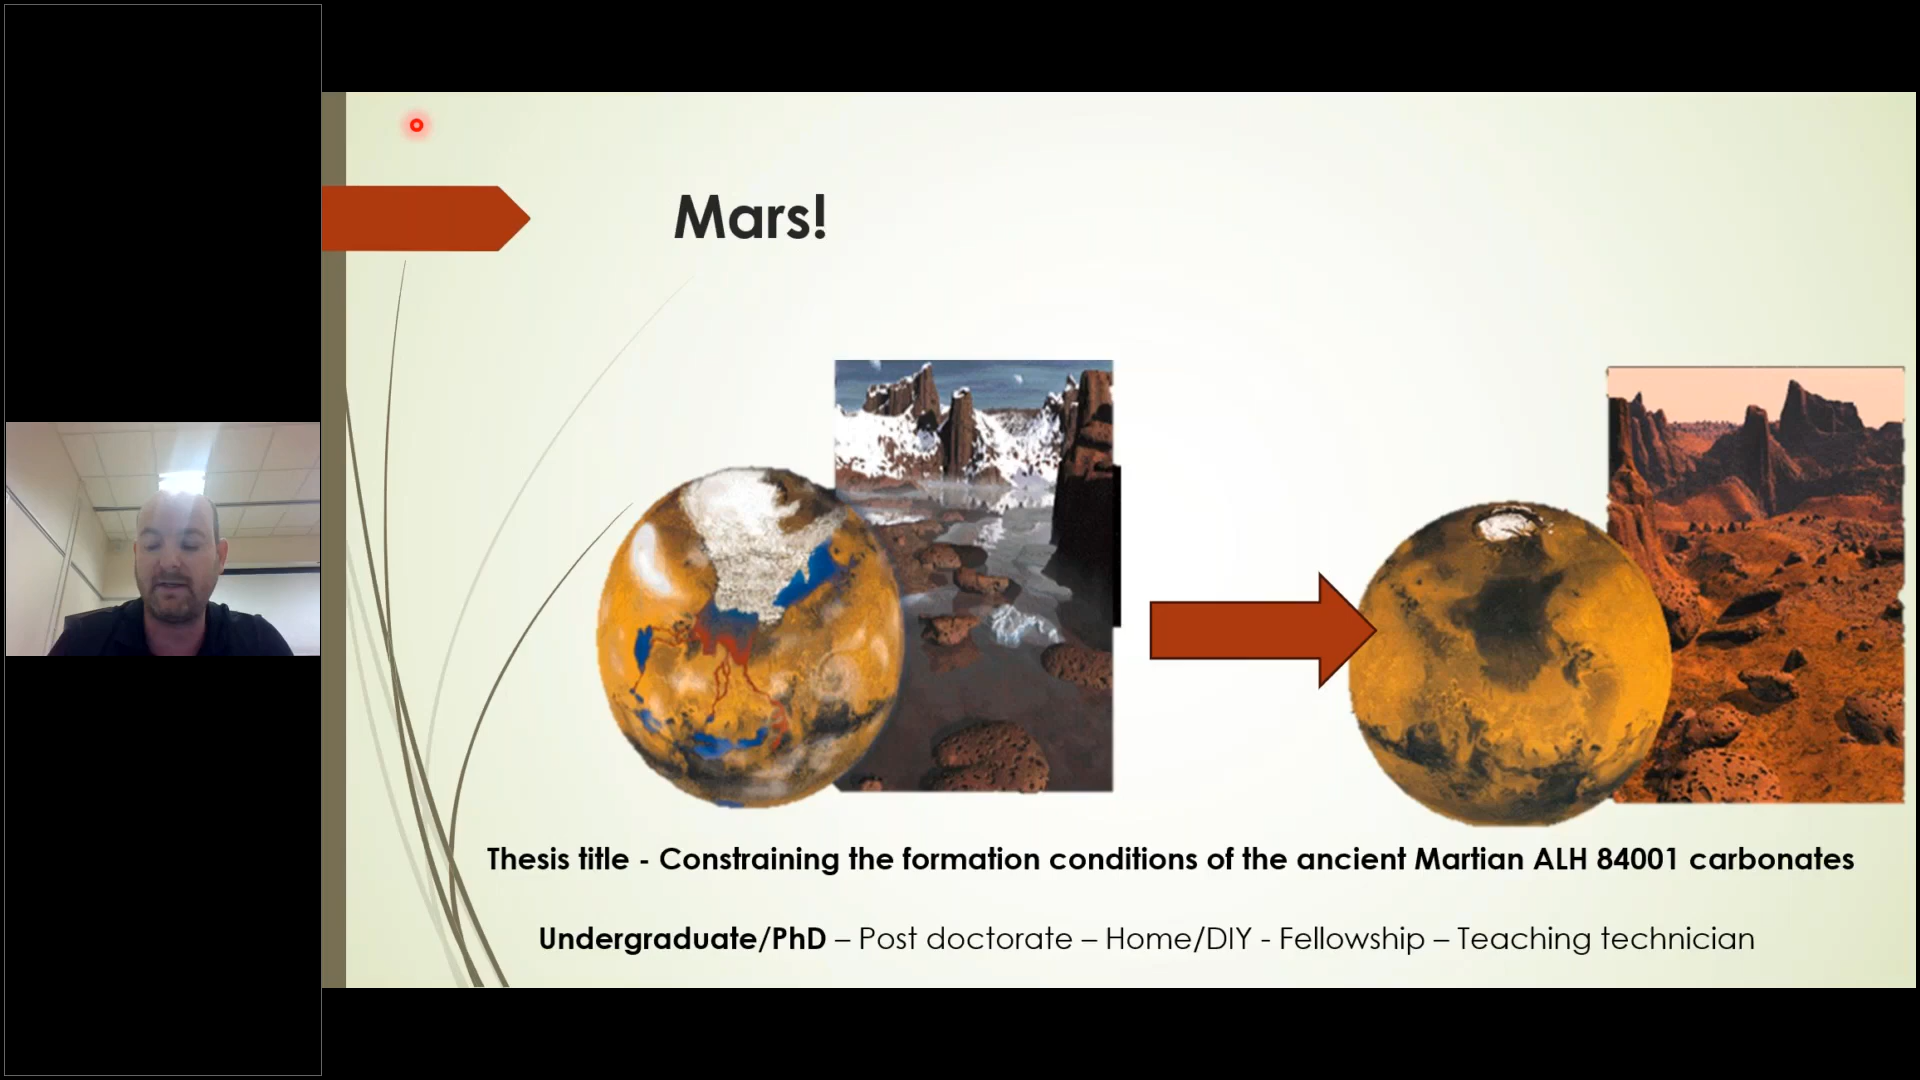 Mars!
Thesis title - Constraining the formation conditions of the ancient Martian ALH 84001 carbonates
Undergraduate/PhD – Post doctorate – Home/DIY - Fellowship – Teaching technician